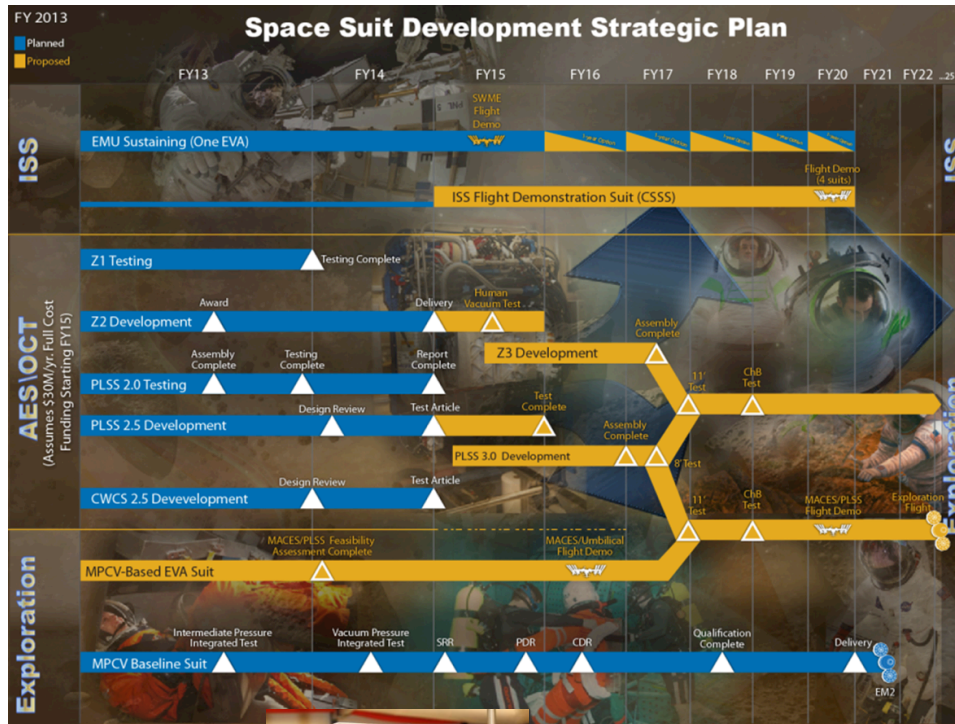 FY 2013
Space Suit Development Strategic Plan
Planned
Proposed
FY13
FY14
FY15
FY16
FY17
FY18
FY19
FY20
FY21
FY22
...25
ISS
ISS
SWME
Flight
Demo
EMU Sustaining (One EVA)
Flight Demo
(4 suits)
ISS Flight Demonstration Suit (CSSS)
AES\OCT
(Assumes $30M/yr. Full Cost
Funding Starting FY15)
Z1 Testing
Testing Complete
Award
Delivery
Human
Vacuum Test
Z2 Development
Assembly
Complete
Z3 Development
Assembly
Complete
Testing
Complete
Report
Complete
11'
Test
ChB
Test
PLSS 2.0 Testing
Design Review
Test Article
Test
Complete
PLSS 2.5 Development
Assembly
Complete
PLSS 3.0 Development
8' Test
Design Review
Test Article
CWCS 2.5 Devevelopment
11'
Test
ChB
Test
MACES/PLSS
Flight Demo
Exploration
Flight
Exploration
Exploration
MACES/PLSS Feasibility
Assessment Complete
MACES/Umbilical
Flight Demo
MPCV-Based EVA Suit
Intermediate Pressure
Integrated Test
Vacuum Pressure
Integrated Test
SRR
PDR
CDR
Qualification
Complete
Delivery
MPCV Baseline Suit
EM2